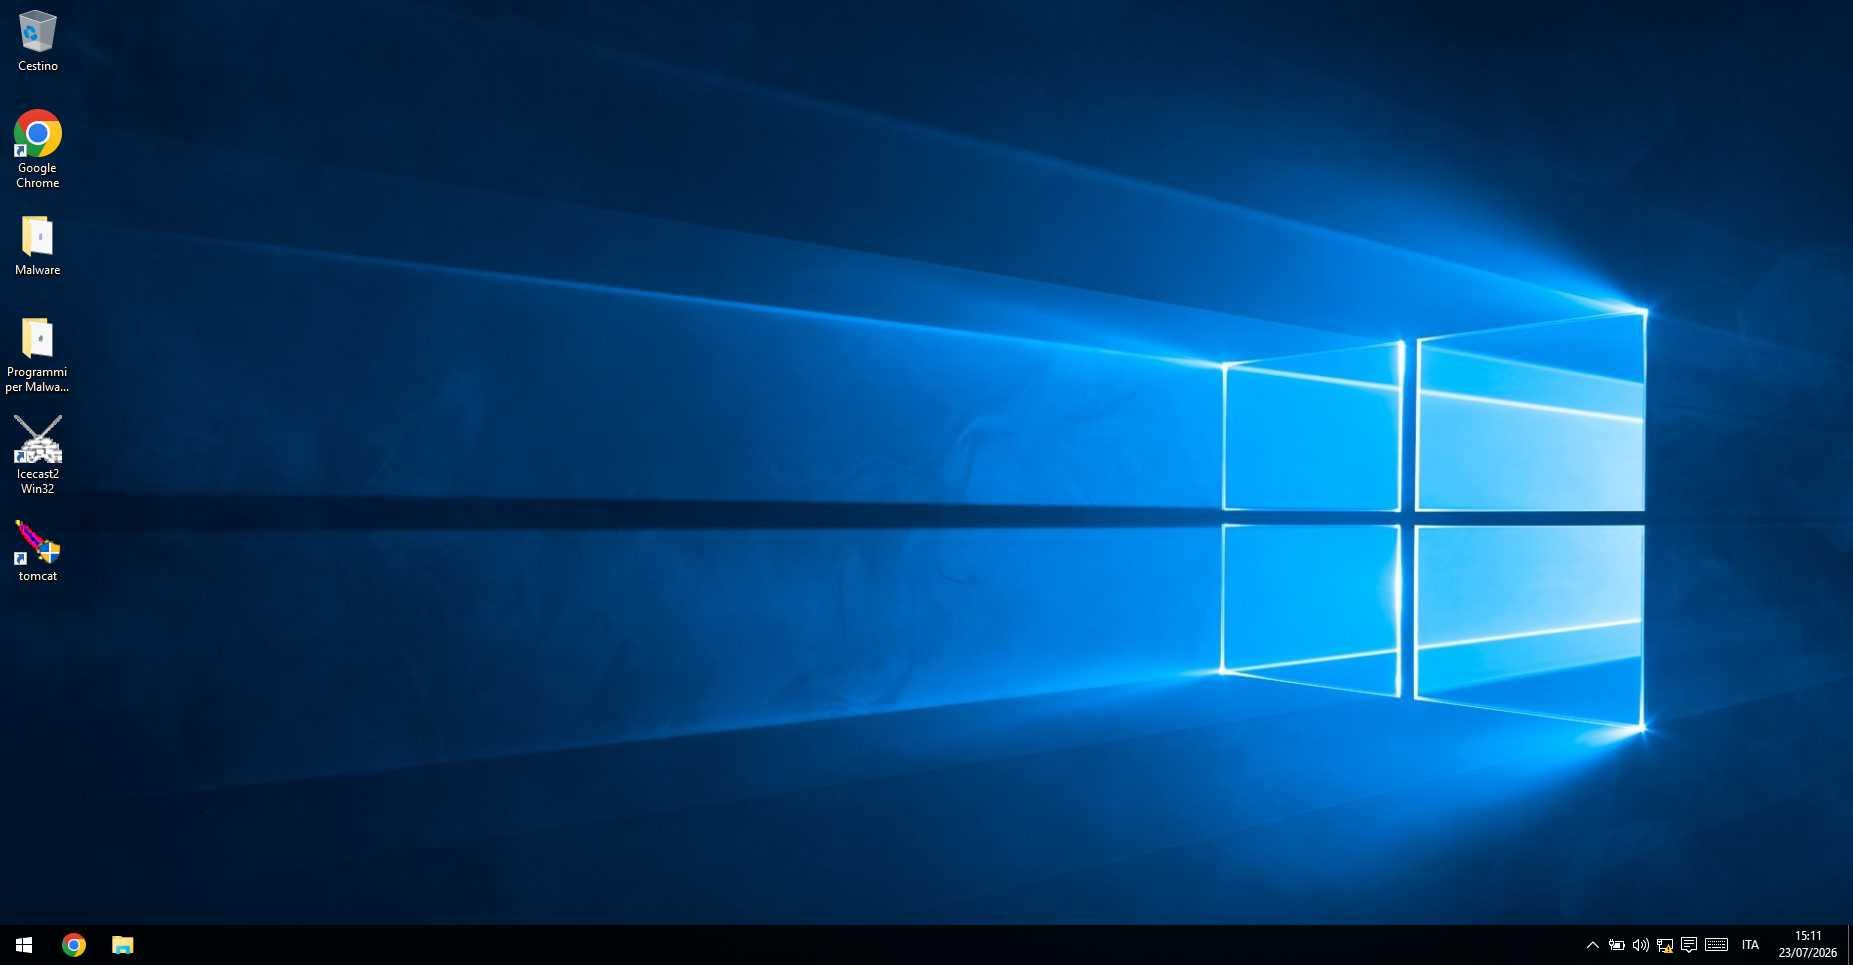 Cestino
Google
Chrome
Malware
Programmi
per Malwa...
Icecast2
Win32
tomcat
ITA
15:11
23/07/2026